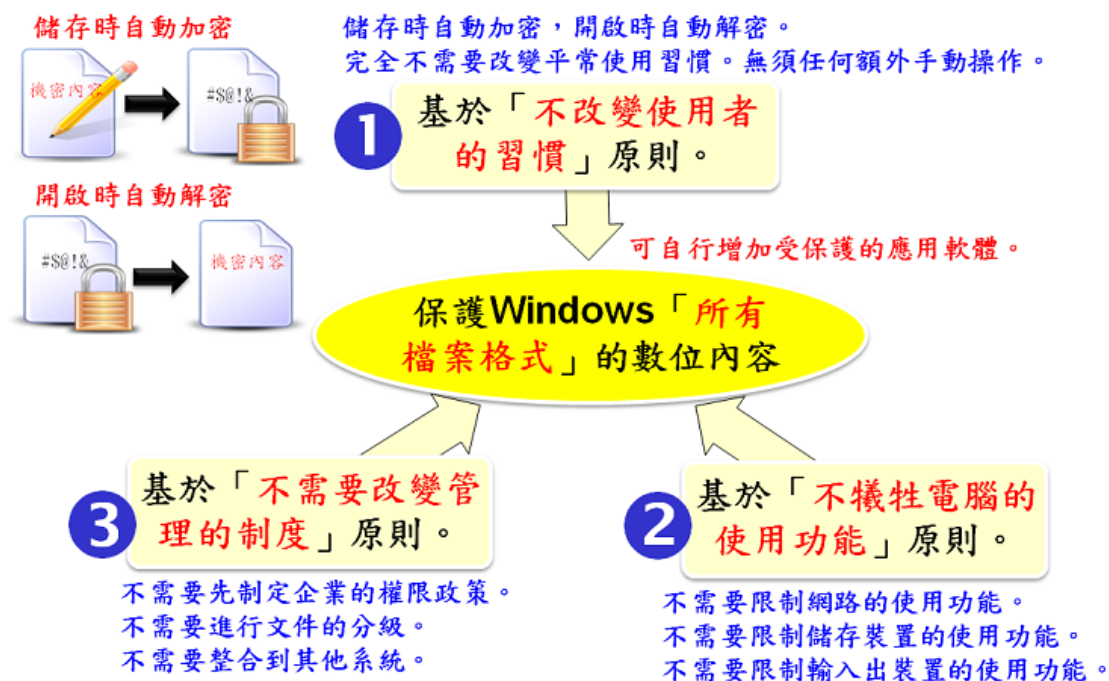 儲存時自動加密
機密內容
#$@!&
開啟時自動解密
#$@!&
機密內容
儲存時自動加密，開啟時自動解密。
完全不需要改變平常使用習慣。無須任何額外手動操作。
1
基於「不改變使用者
的習慣」原則。
可自行增加受保護的應用軟體。
保護Windows「所有
檔案格式」的數位內容
3
基於「不需要改變管
理的制度」原則。
不需要先制定企業的權限政策。
不需要進行文件的分級。
不需要整合到其他系統。
2
基於「不犧牲電腦的
使用功能」原則。
不需要限制網路的使用功能。
不需要限制儲存裝置的使用功能。
不需要限制輸入出裝置的使用功能。